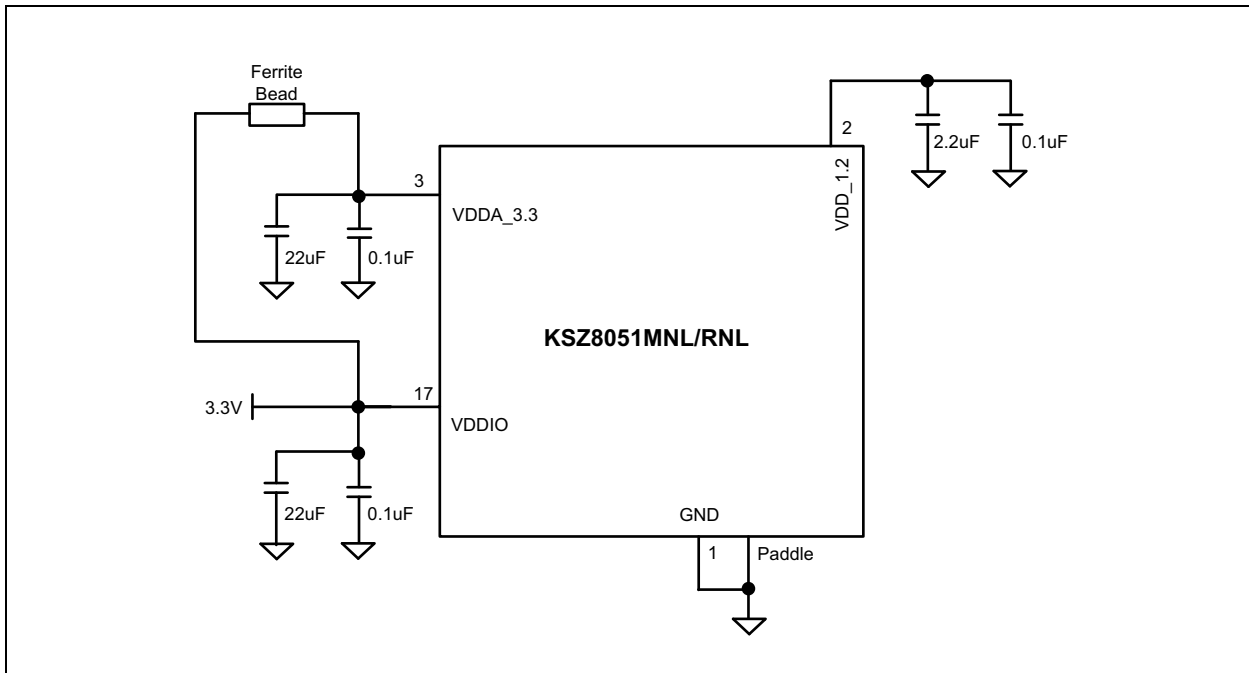 Ferrite
Bead
2
2.2uF
0.1uF
VDD_1.2
3
VDDA_3.3
22uF
0.1uF
KSZ8051MNL/RNL
17
3.3V
VDDIO
22uF
0.1uF
GND
1
Paddle